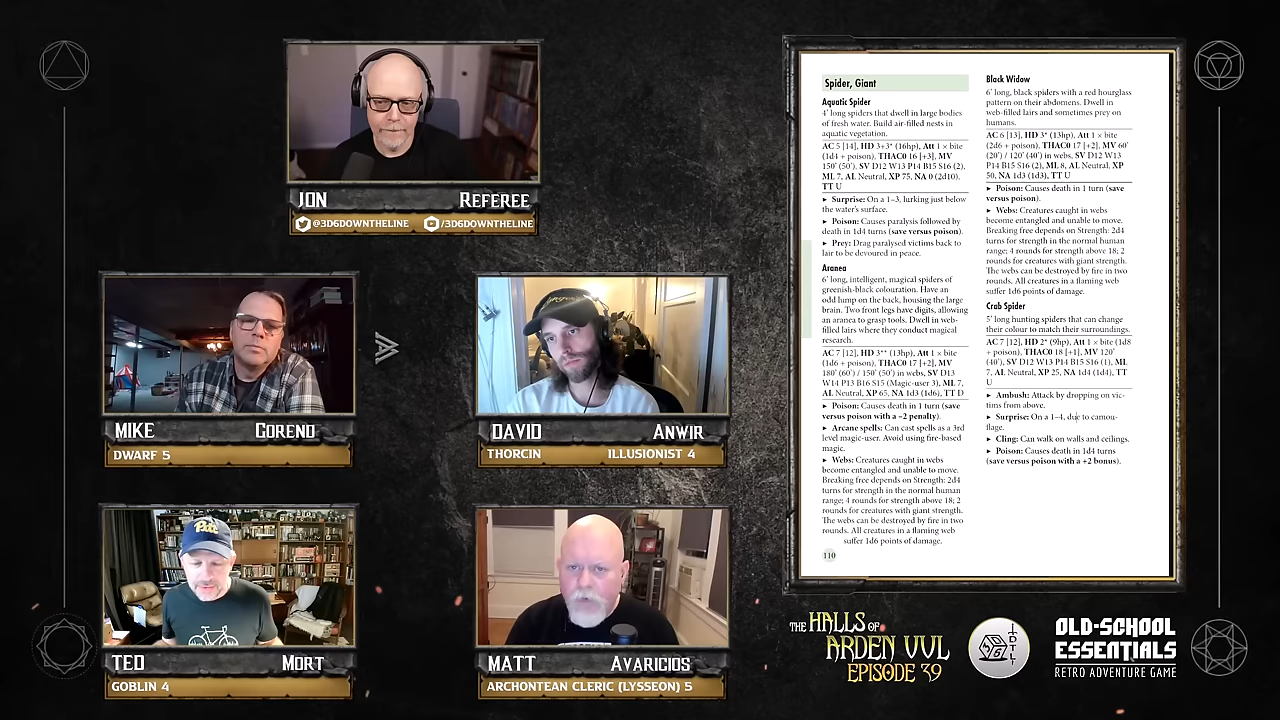 JON REFEREE
@3D6DOWNTHELINE /3D6DOWNTHELINE
MIKE COREND
DWARF 5
DAVID ANWIR
THORCIN ILLUSIONIST 4
TED MORT
GOBLIN 4
MATT AVARICIOS
ARCHONTEAN CLERIC (LYSSEON) 5
Spider, Giant
Aquatic Spider
4' long spiders that dwell in large bodies
of fresh water. Build air-filled nests in
aquatic vegetation.
AC 5 [14], HD 3+3* (16hp), Att 1 × bite
(1d4 + poison), THAC0 16 [+3], MV
150' (50'), SV D12 W13 P14 B15 S16 (2),
ML 7, AL Neutral, XP 75, NA 0 (2d10),
TT U
► Surprise: On a 1–3, lurking just below
the water's surface.
► Poison: Causes paralysis followed by
death in 1d4 turns (save versus poison).
► Prey: Drag paralysed victims back to
lair to be devoured in peace.
Aranea
6' long, intelligent, magical spiders of
greenish-black colouration. Have an
odd lump on the back, housing the large
brain. Two front legs have digits, allowing
an aranea to grasp tools. Dwell in web-
filled lairs where they conduct magical
research.
AC 7 [12], HD 3** (13hp), Att 1 × bite
(1d6 + poison), THAC0 17 [+2], MV
180' (60') / 150' (50') in webs, SV D13
W14 P13 B16 S15 (Magic-user 3), ML 7,
AL Neutral, XP 65, NA 1d3 (1d6), TT D
► Poison: Causes death in 1 turn (save
versus poison with a –2 penalty).
► Arcane spells: Can cast spells as a 3rd
level magic-user. Avoid using fire-based
magic.
► Webs: Creatures caught in webs
become entangled and unable to move.
Breaking free depends on Strength: 2d4
turns for strength in the normal human
range; 4 rounds for strength above 18; 2
rounds for creatures with giant strength.
The webs can be destroyed by fire in two
rounds. All creatures in a flaming web
suffer 1d6 points of damage.
110
Black Widow
6' long, black spiders with a red hourglass
pattern on their abdomens. Dwell in
web-filled lairs and sometimes prey on
humans.
AC 6 [13], HD 3* (13hp), Att 1 × bite
(2d6 + poison), THAC0 17 [+2], MV 60'
(20') / 120' (40') in webs, SV D12 W13
P14 B15 S16 (2), ML 8, AL Neutral, XP
50, NA 1d3 (1d3), TT U
► Poison: Causes death in 1 turn (save
versus poison).
► Webs: Creatures caught in webs
become entangled and unable to move.
Breaking free depends on Strength: 2d4
turns for strength in the normal human
range; 4 rounds for strength above 18; 2
rounds for creatures with giant strength.
The webs can be destroyed by fire in two
rounds. All creatures in a flaming web
suffer 1d6 points of damage.
Crab Spider
5' long hunting spiders that can change
their colour to match their surroundings.
AC 7 [12], HD 2* (9hp), Att 1 × bite (1d8
+ poison), THAC0 18 [+1], MV 120'
(40'), SV D12 W13 P14 B15 S16 (1), ML
7, AL Neutral, XP 25, NA 1d4 (1d4), TT
U
► Ambush: Attack by dropping on vic-
tims from above.
► Surprise: On a 1–4, due to camou-
flage.
► Cling: Can walk on walls and ceilings.
► Poison: Causes death in 1d4 turns
(save versus poison with a +2 bonus).
THE HALLS OF
ARDEN VUL
EPISODE 39
OLD-SCHOOL
ESSENTIALS
RETRO ADVENTURE GAME